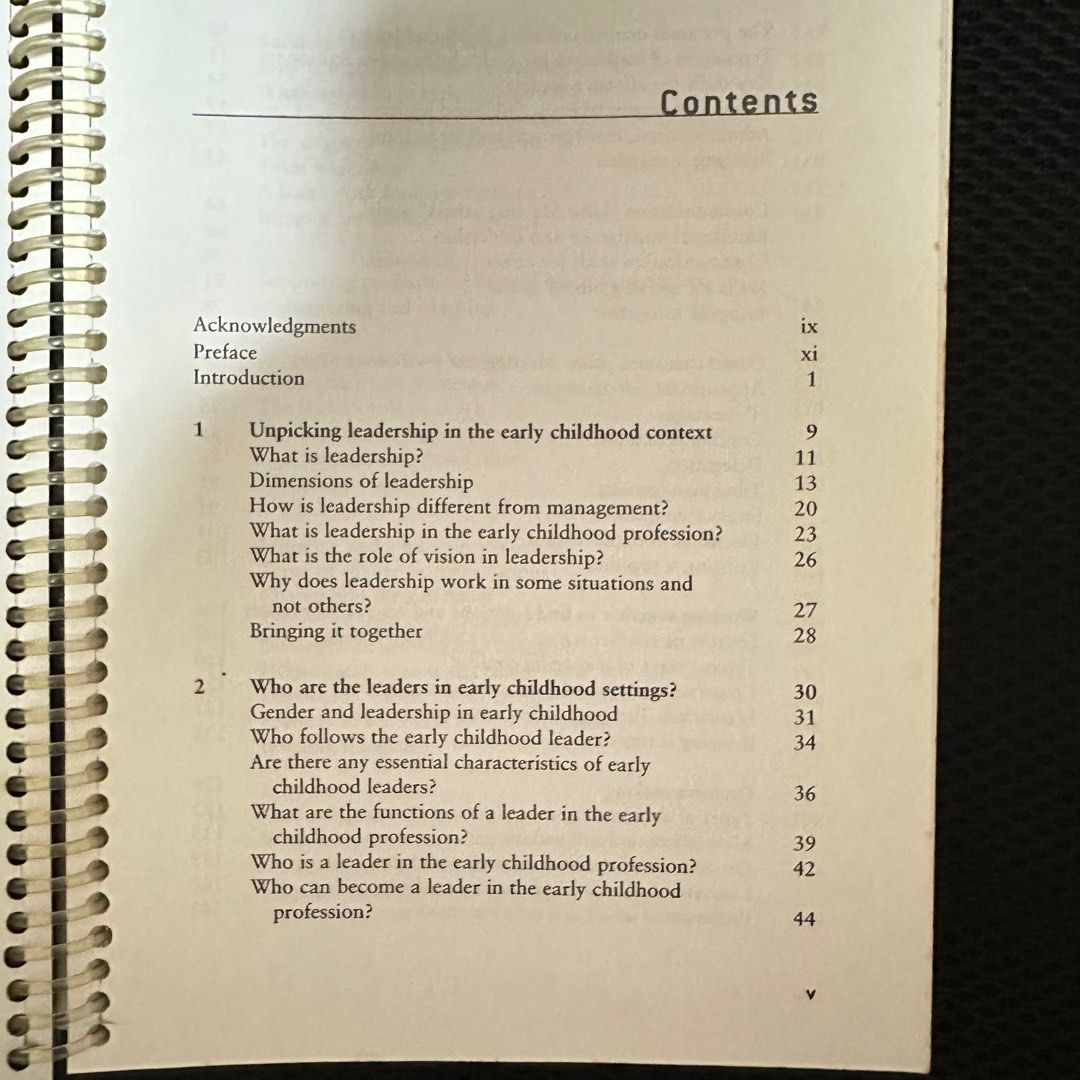 Contents
Acknowledgments ix
Preface xi
Introduction 1
1 Unpicking leadership in the early childhood context 9
What is leadership? 11
Dimensions of leadership 13
How is leadership different from management? 20
What is leadership in the early childhood profession? 23
What is the role of vision in leadership? 26
Why does leadership work in some situations and
not others? 27
Bringing it together 28
2 Who are the leaders in early childhood settings? 30
Gender and leadership in early childhood 31
Who follows the early childhood leader? 34
Are there any essential characteristics of early
childhood leaders? 36
What are the functions of a leader in the early
childhood profession? 39
Who is a leader in the early childhood profession? 42
Who can become a leader in the early childhood
profession? 44
v